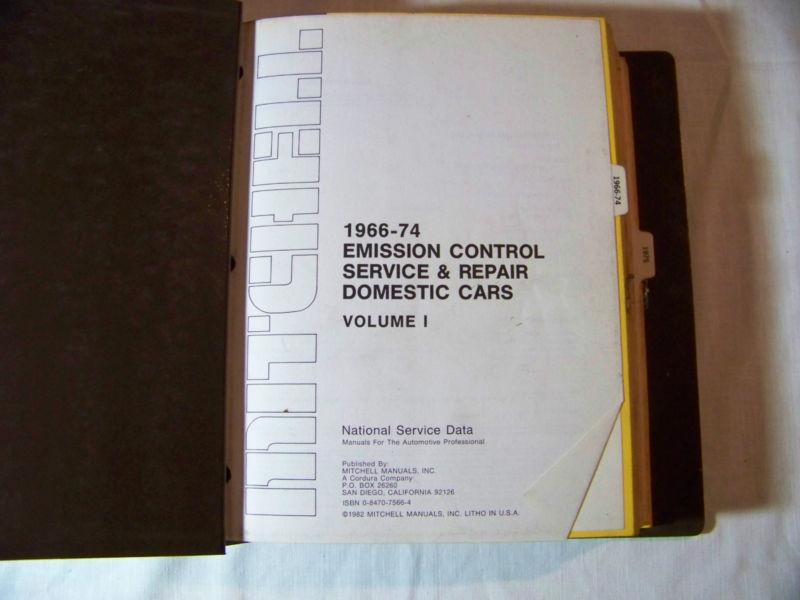 MITCHELL.
1966-74
EMISSION CONTROL
SERVICE & REPAIR
DOMESTIC CARS
VOLUME I
National Service Data
Manuals For The Automotive Professional
Published By:
MITCHELL MANUALS, INC.
A Cordura Company
P.O. BOX 26260
SAN DIEGO, CALIFORNIA 92126
ISBN 0-8470-7566-4
©1982 MITCHELL MANUALS, INC. LITHO IN U.S.A.
1966-74